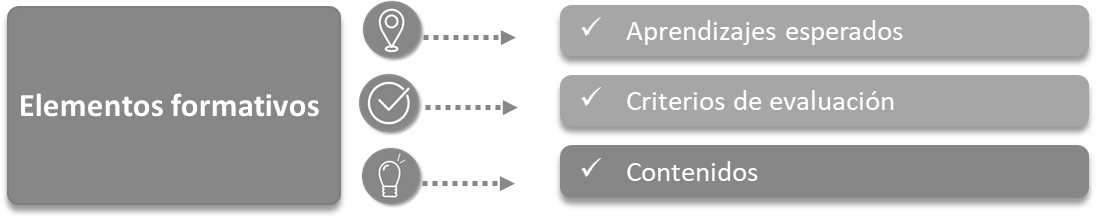 Elementos formativos
✓ Aprendizajes esperados
✓ Criterios de evaluación
✓ Contenidos